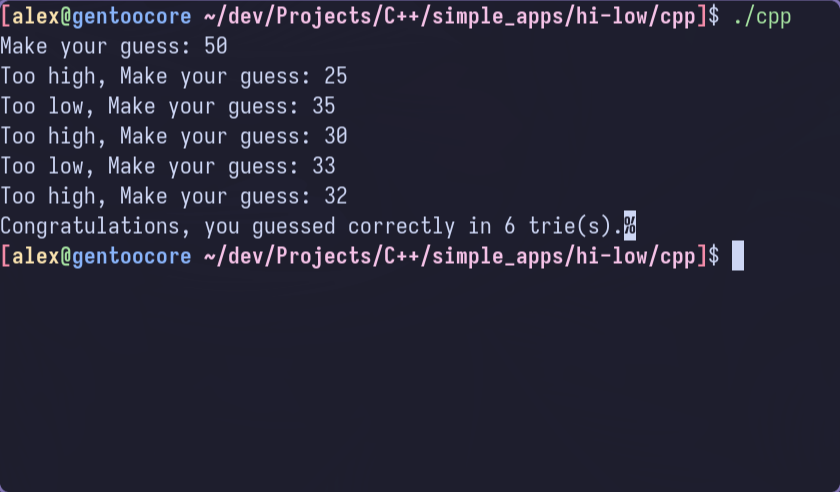 [alex@gentoocore ~/dev/Projects/C++/simple_apps/hi-low/cpp]$ ./cpp
Make your guess: 50
Too high, Make your guess: 25
Too low, Make your guess: 35
Too high, Make your guess: 30
Too low, Make your guess: 33
Too high, Make your guess: 32
Congratulations, you guessed correctly in 6 trie(s).%
[alex@gentoocore ~/dev/Projects/C++/simple_apps/hi-low/cpp]$